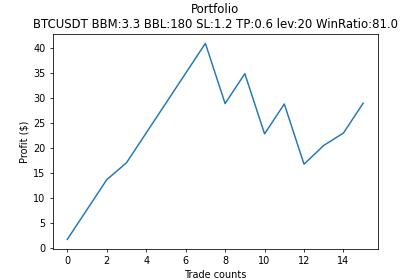 Portfolio
BTCUSDT BBM:3.3 BBL:180 SL:1.2 TP:0.6 lev:20 WinRatio:81.0
40
35
30
25
20
15
10
5
0
Profit ($)
0 2 4 6 8 10 12 14
Trade counts